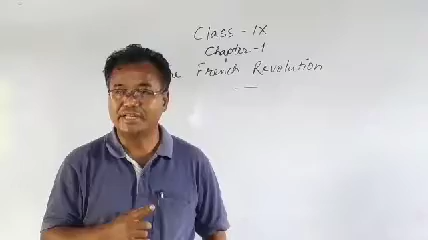 Class - IX
Chapter - 1
French Revolution